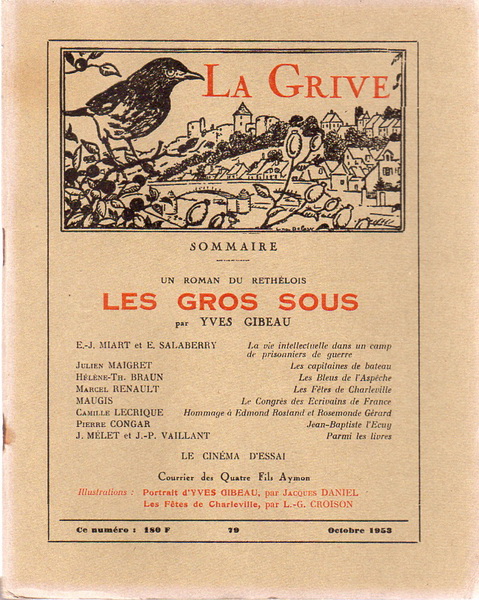 LA GRIVE
SOMMAIRE
UN ROMAN DU RETHÉLOIS
LES GROS SOUS
par YVES GIBEAU
E.-J. MIART et E. SALABERRY La vie intellectuelle dans un camp
de prisonniers de guerre
JULIEN MAIGRET Les capitaines de bateau
HÉLÈNE-TH. BRAUN Les Bleus de l'Aspèche
MARCEL RENAULT Les Fêtes de Charleville
MAUGIS Le Congrès des Ecrivains de France
CAMILLE LECRIQUE Hommage à Edmond Rostand et Rosemonde Gérard
PIERRE CONGAR Jean-Baptiste l'Ecuy
J. MÉLET et J.-P. VAILLANT Parmi les livres
LE CINÉMA D'ESSAI
Courrier des Quatre Fils Aymon
Illustrations : Portrait d'YVES GIBEAU, par JACQUES DANIEL
Les Fêtes de Charleville, par L.-G. CROISON
Ce numéro : 180 F 79 Octobre 1953